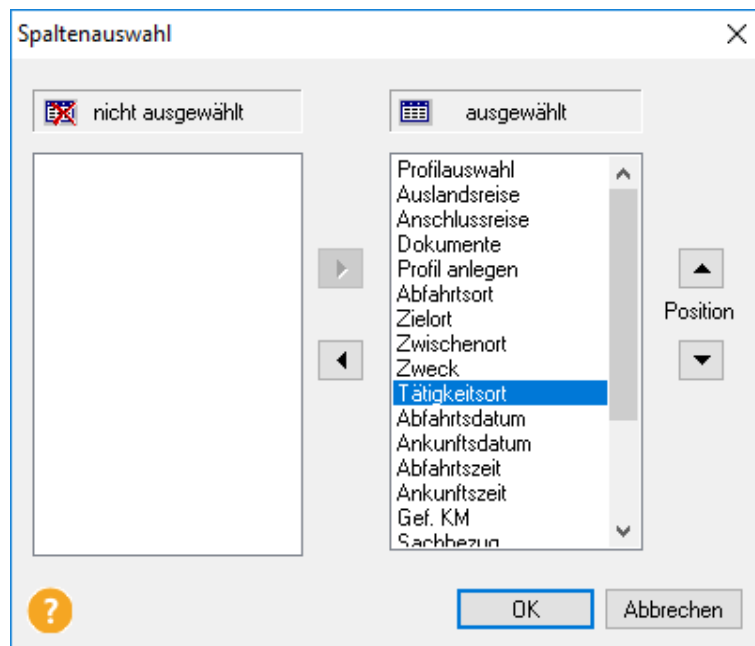 Spaltenauswahl
nicht ausgewählt
ausgewählt
Profilauswahl
Auslandsreise
Anschlussreise
Dokumente
Profil anlegen
Abfahrtsort
Zielort
Zwischenort
Zweck
Tätigkeitsort
Abfahrtsdatum
Ankunftsdatum
Abfahrtszeit
Ankunftszeit
Gef. KM
Sachbezug
Position
?
OK
Abbrechen